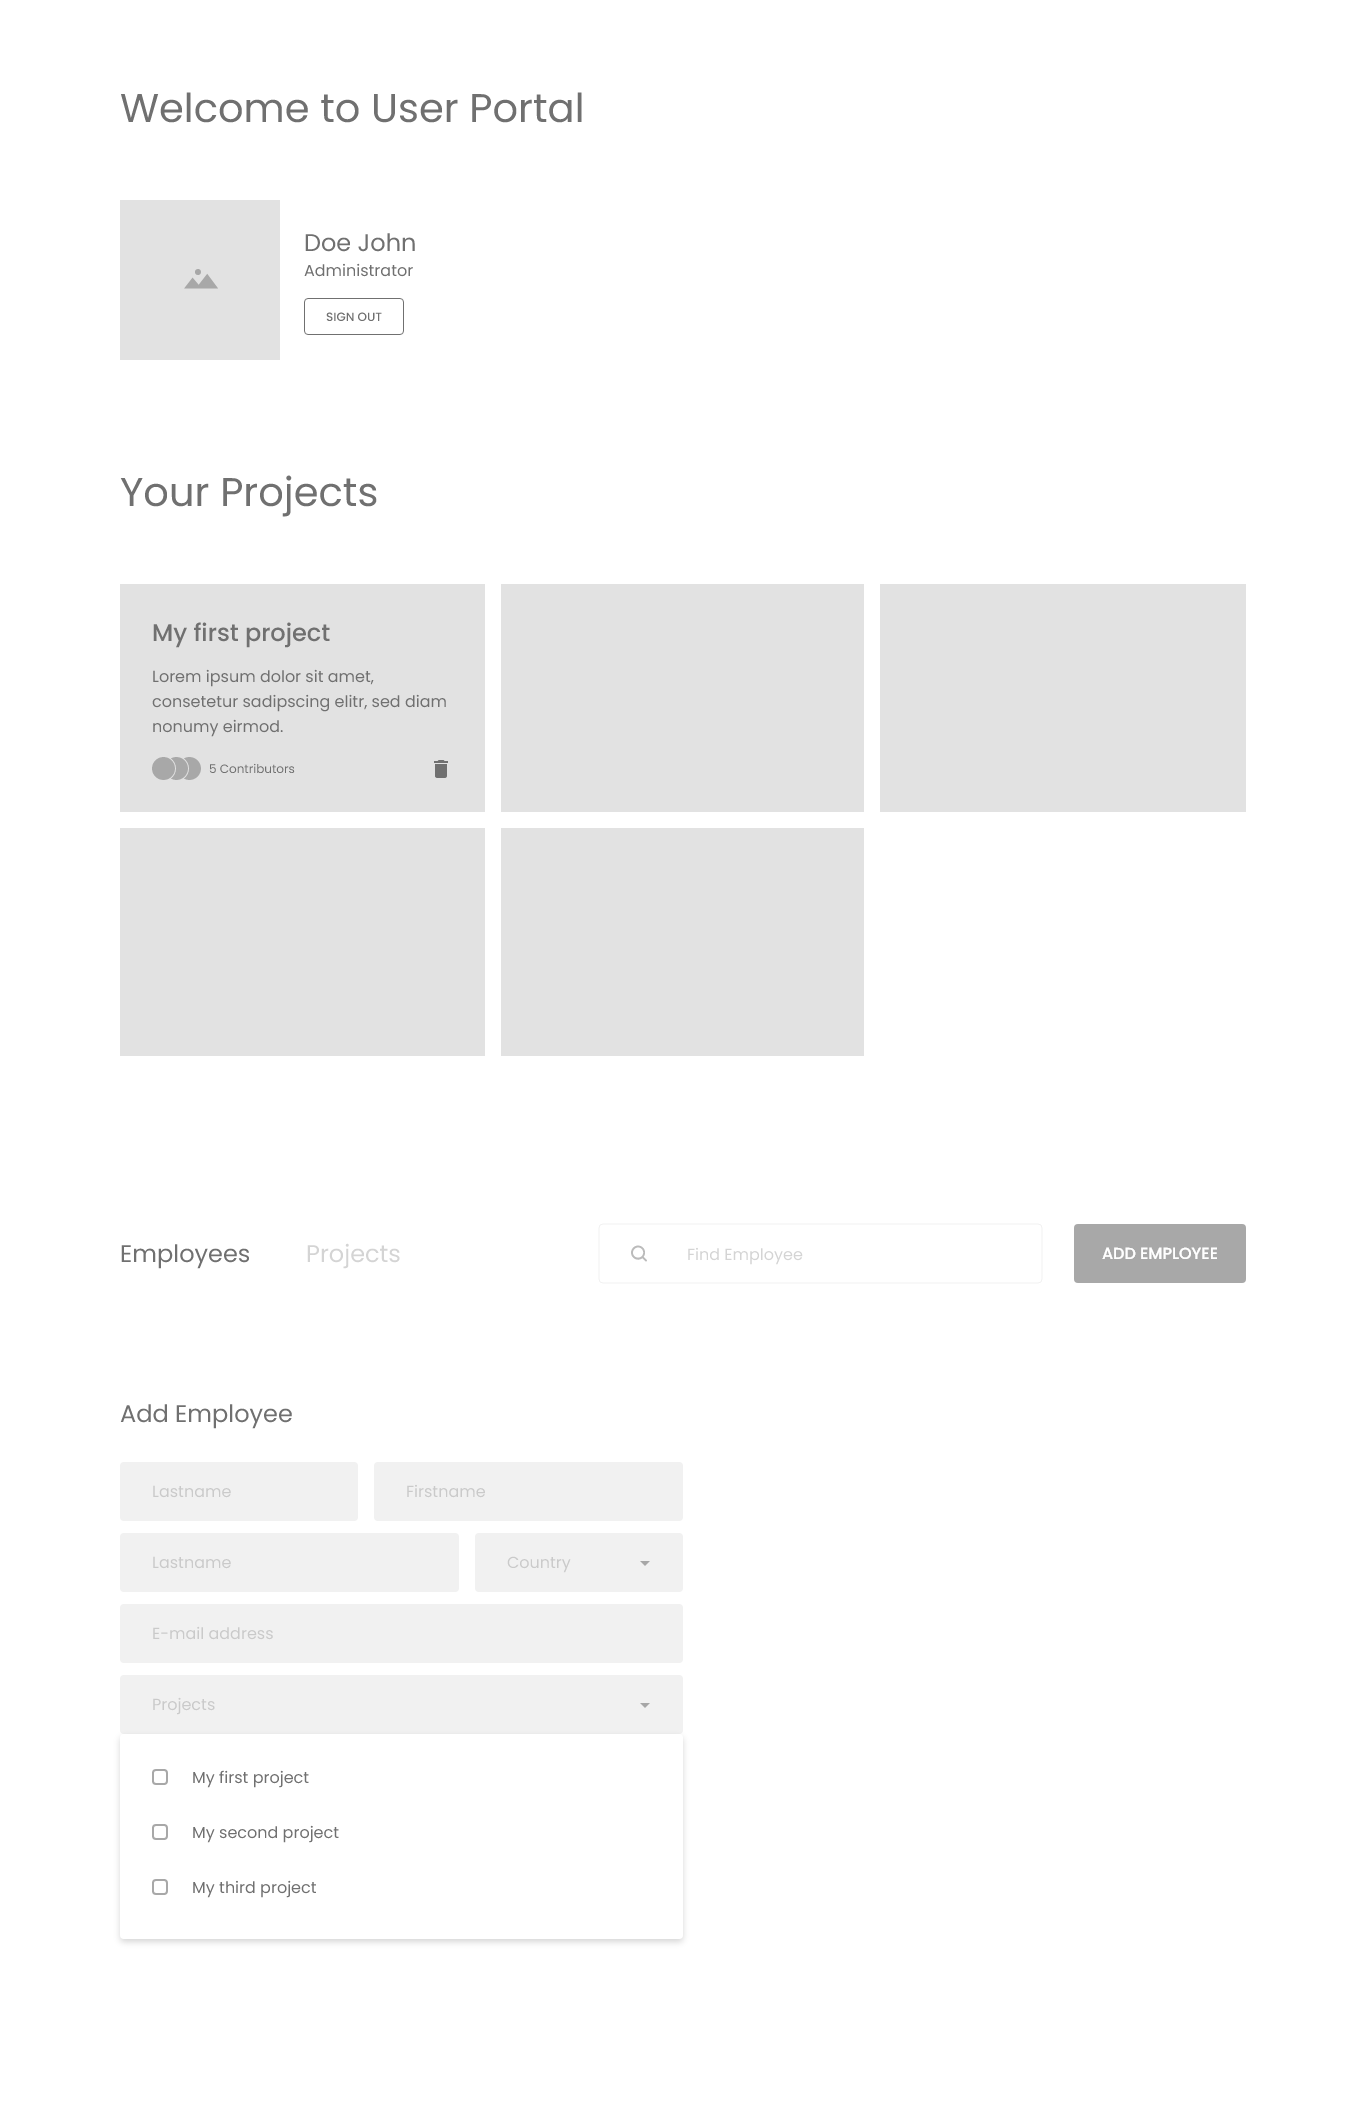 Welcome to User Portal
Doe John
Administrator
SIGN OUT
Your Projects
My first project
Lorem ipsum dolor sit amet,
consetetur sadipscing elitr, sed diam
nonumy eirmod.
5 Contributors
Employees
Projects
Find Employee
ADD EMPLOYEE
Add Employee
Lastname
Firstname
Lastname
Country
E-mail address
Projects
My first project
My second project
My third project